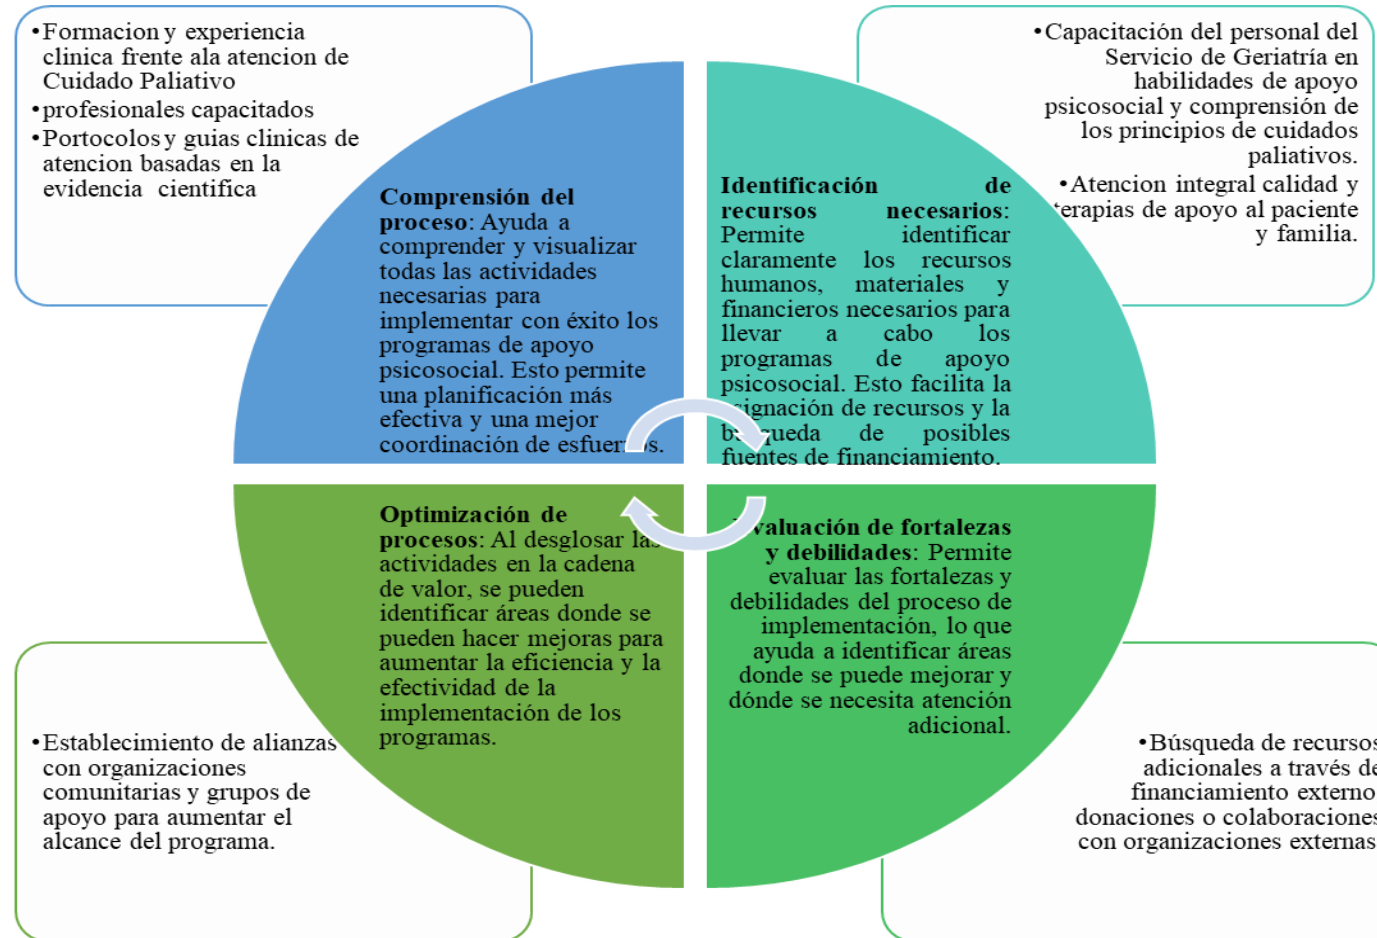 •Formacion y experiencia
clinica frente ala atencion de
Cuidado Paliativo
•profesionales capacitados
•Portocolos y guias clinicas de
atencion basadas en la
evidencia cientifica
•Capacitación del personal del
Servicio de Geriatría en
habilidades de apoyo
psicosocial y comprensión de
los principios de cuidados
paliativos.
•Atencion integral calidad y
terapias de apoyo al paciente
y familia.
Comprensión del
proceso: Ayuda a
comprender y visualizar
todas las actividades
necesarias para
implementar con éxito los
programas de apoyo
psicosocial. Esto permite
una planificación más
efectiva y una mejor
coordinación de esfuerzos.
Identificación de
recursos necesarios:
Permite identificar
claramente los recursos
humanos, materiales y
financieros necesarios para
llevar a cabo los
programas de apoyo
psicosocial. Esto facilita la
asignación de recursos y la
búsqueda de posibles
fuentes de financiamiento.
Optimización de
procesos: Al desglosar las
actividades en la cadena
de valor, se pueden
identificar áreas donde se
pueden hacer mejoras para
aumentar la eficiencia y la
efectividad de la
implementación de los
programas.
Evaluación de fortalezas
y debilidades: Permite
evaluar las fortalezas y
debilidades del proceso de
implementación, lo que
ayuda a identificar áreas
donde se puede mejorar y
dónde se necesita atención
adicional.
•Establecimiento de alianzas
con organizaciones
comunitarias y grupos de
apoyo para aumentar el
alcance del programa.
•Búsqueda de recursos
adicionales a través de
financiamiento externo
donaciones o colaboraciones
con organizaciones externas